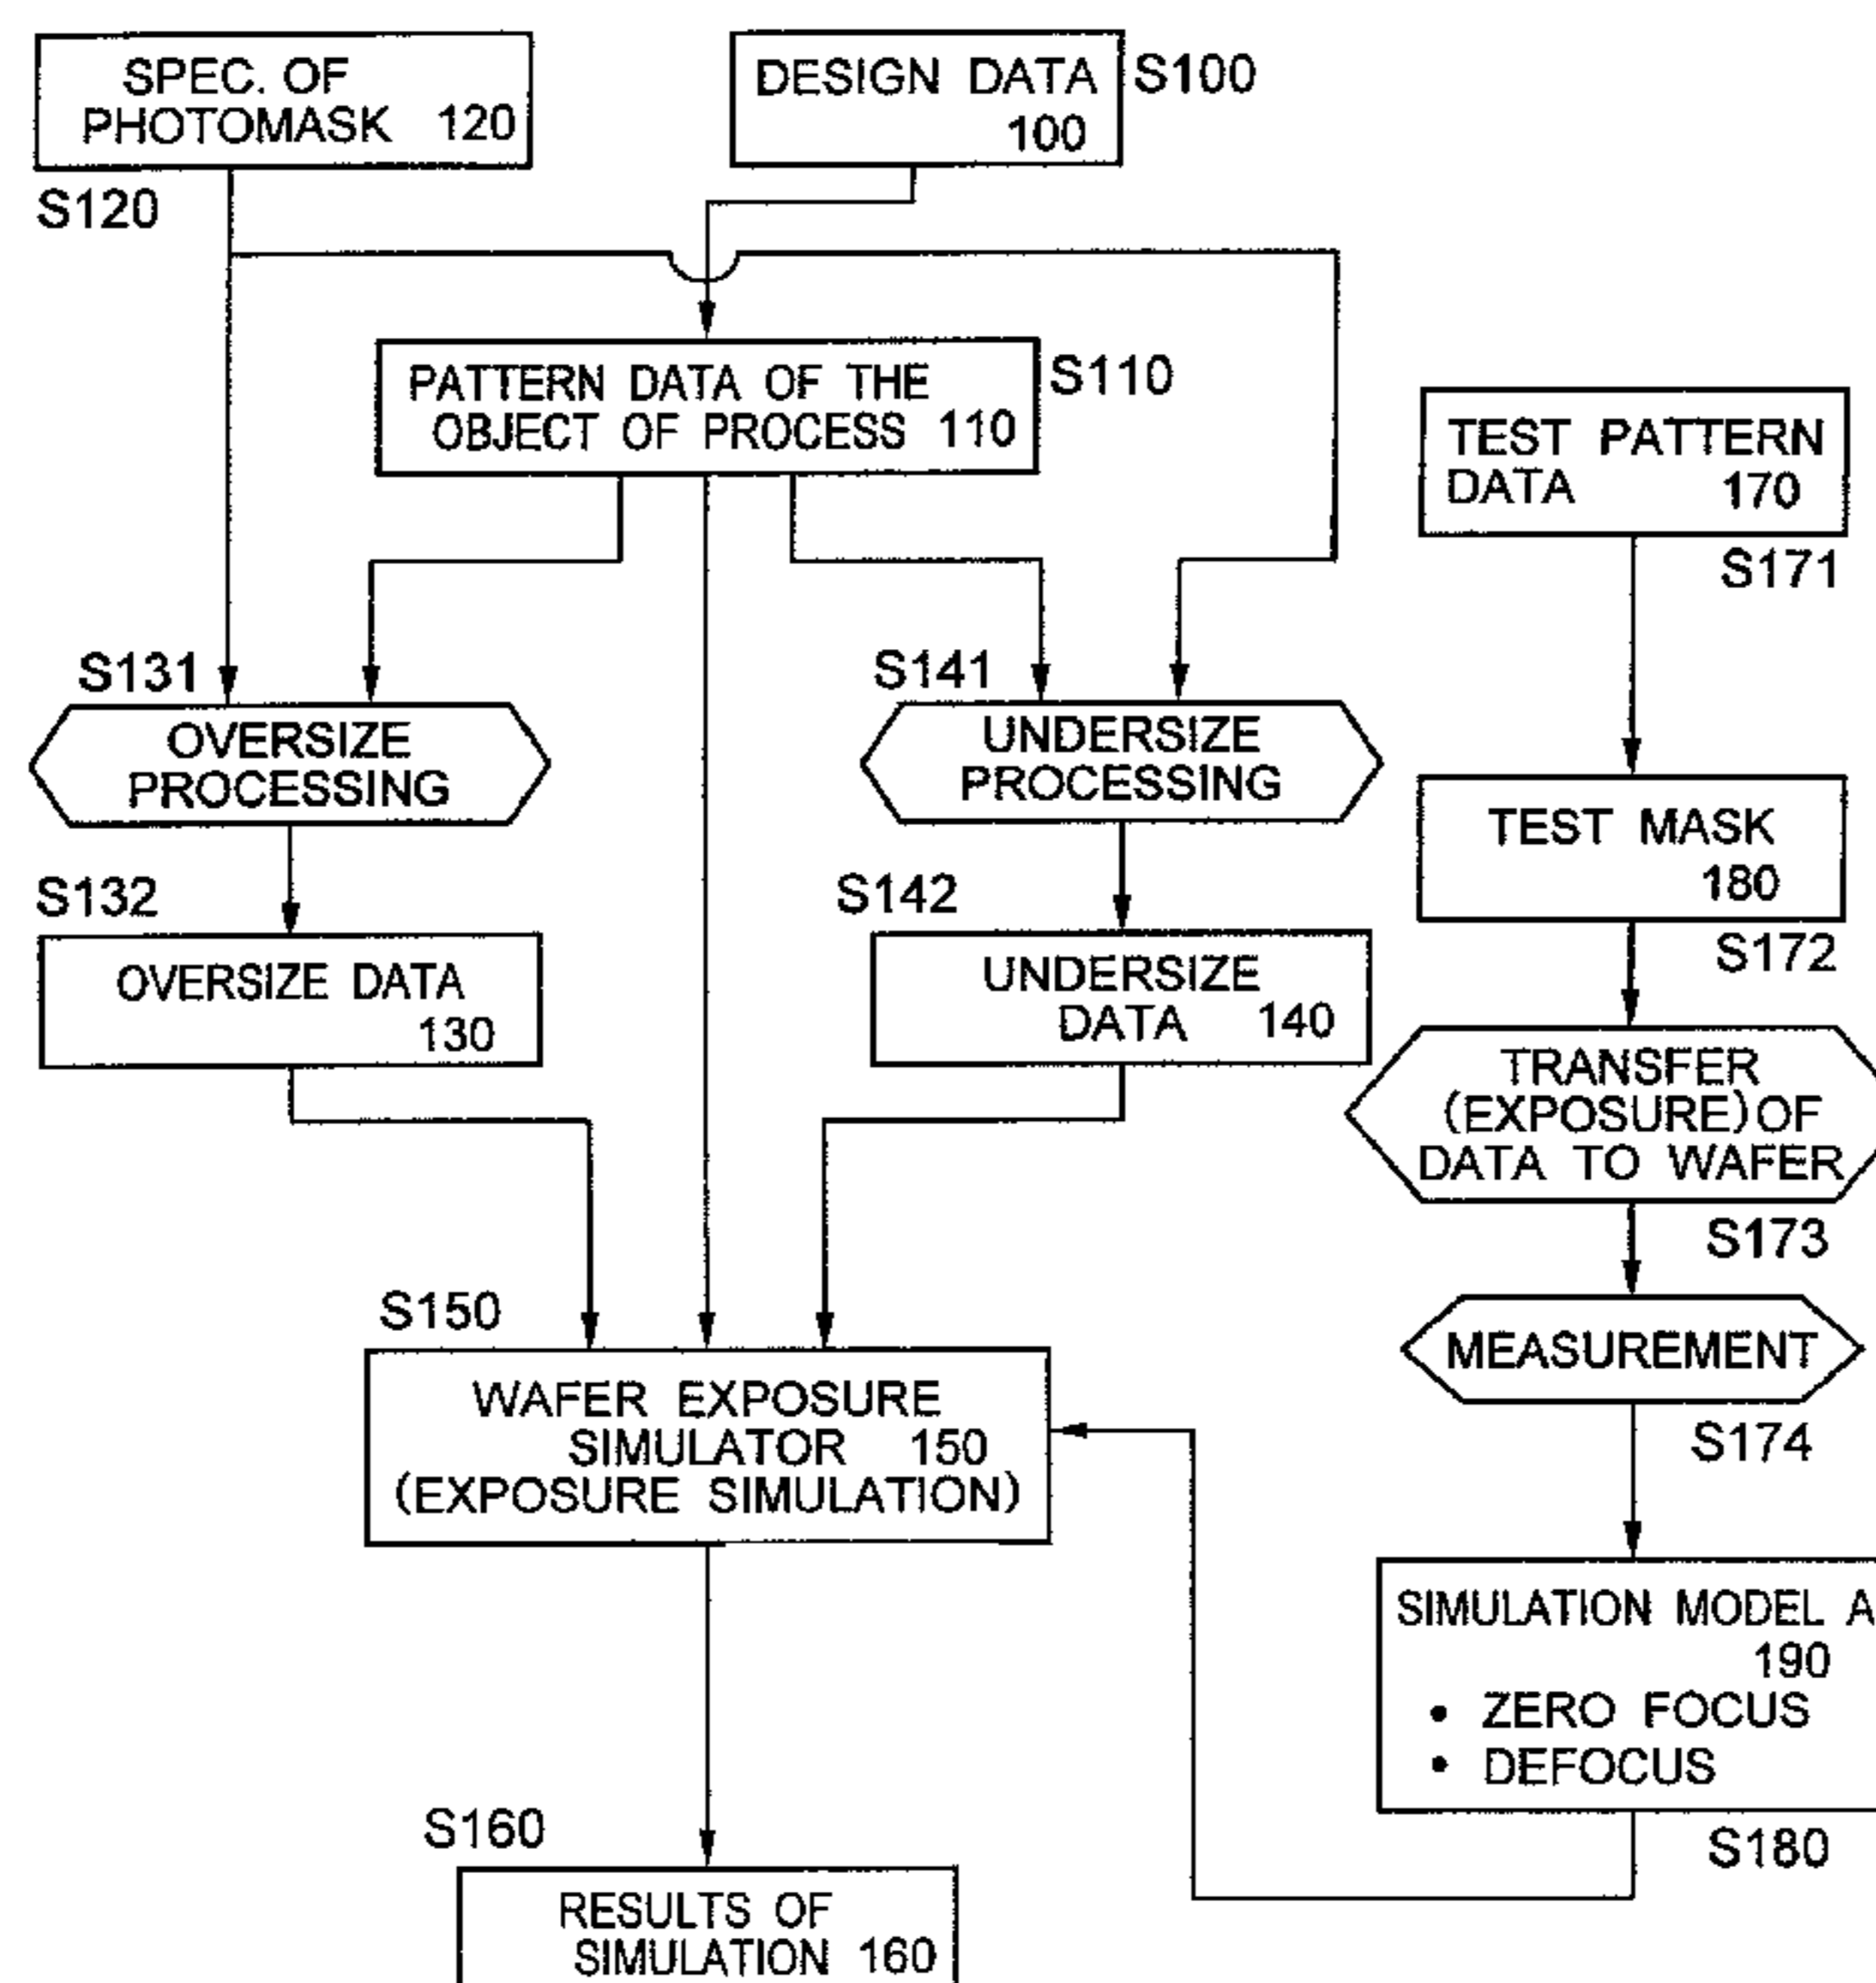 SPEC. OF
PHOTOMASK 120
S120
DESIGN DATA
100
S100
PATTERN DATA OF THE
OBJECT OF PROCESS 110
S110
TEST PATTERN
DATA 170
S171
S131
OVERSIZE
PROCESSING
S141
UNDERSIZE
PROCESSING
TEST MASK
180
S172
S132
OVERSIZE DATA
130
S142
UNDERSIZE
DATA 140
TRANSFER
(EXPOSURE) OF
DATA TO WAFER
S173
MEASUREMENT
S174
S150
WAFER EXPOSURE
SIMULATOR 150
(EXPOSURE SIMULATION)
SIMULATION MODEL A
190
• ZERO FOCUS
• DEFOCUS
S180
S160
RESULTS OF
SIMULATION 160